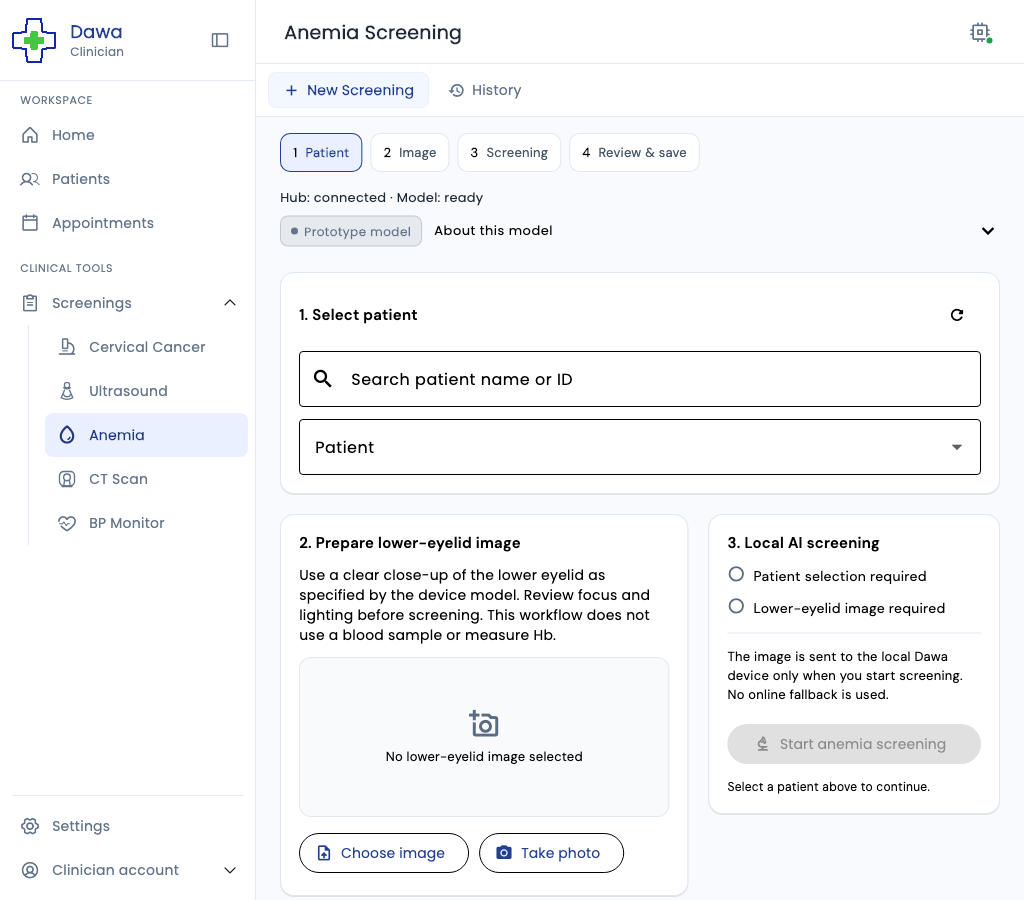 Dawa
Clinician
WORKSPACE
Home
Patients
Appointments
CLINICAL TOOLS
Screenings
Cervical Cancer
Ultrasound
Anemia
CT Scan
BP Monitor
Settings
Clinician account
Anemia Screening
New Screening
History
1 Patient
2 Image
3 Screening
4 Review & save
Hub: connected · Model: ready
Prototype model
About this model
1. Select patient
Search patient name or ID
Patient
2. Prepare lower-eyelid image
Use a clear close-up of the lower eyelid as
specified by the device model. Review focus and
lighting before screening. This workflow does not
use a blood sample or measure Hb.
No lower-eyelid image selected
Choose image
Take photo
3. Local AI screening
Patient selection required
Lower-eyelid image required
The image is sent to the local Dawa
device only when you start screening.
No online fallback is used.
Start anemia screening
Select a patient above to continue.